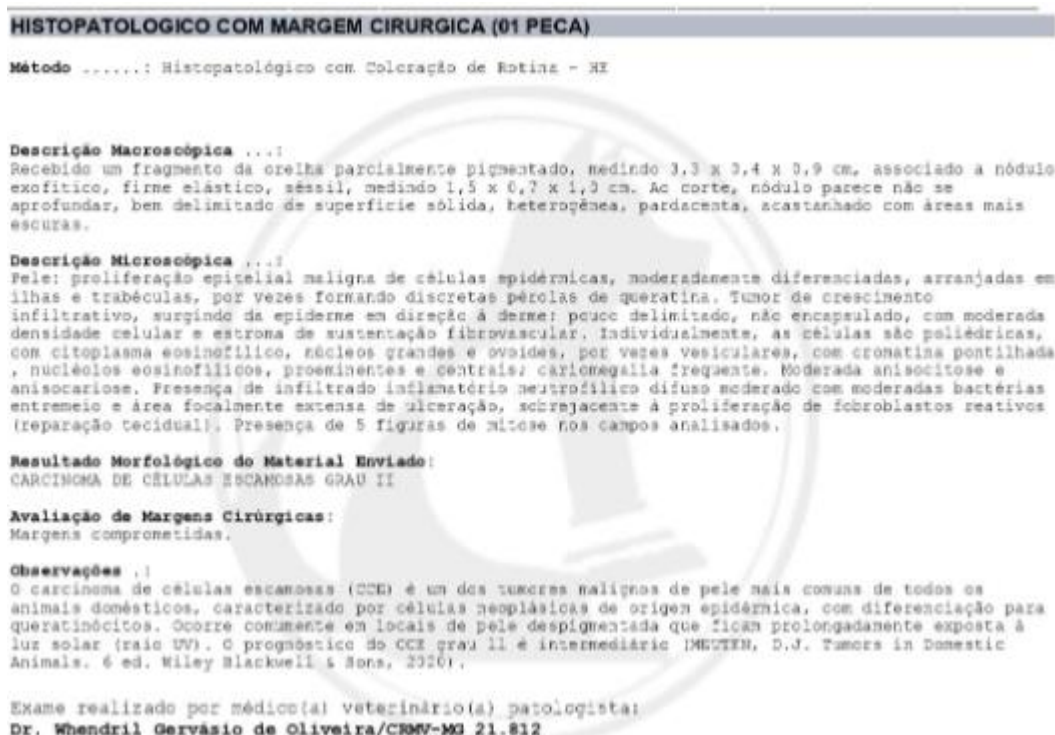 HISTOPATOLOGICO COM MARGEM CIRURGICA (01 PECA)
Método ......: Histopatológico com Coloração de Rotina - HE
Descrição Macroscópica ...:
Recebido um fragmento da orelha parcialmente pigmentado, medindo 3,3 x 3,4 x 0,9 cm, associado a nódulo
exofítico, firme elástico, séssil, medindo 1,5 x 0,7 x 1,0 cm. Ao corte, nódulo parece não se
aprofundar, bem delimitado de superfície sólida, heterogênea, pardacenta, acastanhado com áreas mais
escuras.
Descrição Microscópica ...:
Pele: proliferação epitelial maligna de células epidérmicas, moderadamente diferenciadas, arranjadas em
ilhas e trabéculas, por vezes formando discretas pérolas de queratina. Tumor de crescimento
infiltrativo, surgindo da epiderme em direção à derme; pouco delimitado, não encapsulado, com moderada
densidade celular e estroma de sustentação fibrovascular. Individualmente, as células são poliédricas,
com citoplasma eosinofílico, núcleos grandes e ovoides, por vezes vesiculares, com cromatina pontilhada
, nucléolos eosinofílicos, proeminentes e centrais; cariomegalia frequente. Moderada anisocitose e
anisocariose. Presença de infiltrado inflamatório neutrofílico difuso moderado com moderadas bactérias
entremeio e área focalmente extensa de ulceração, sobrejacente à proliferação de fobroblastos reativos
(reparação tecidual). Presença de 5 figuras de mitose nos campos analisados.
Resultado Morfológico do Material Enviado:
CARCINOMA DE CÉLULAS ESCAMOSAS GRAU II
Avaliação de Margens Cirúrgicas:
Margens comprometidas.
Observações .:
O carcinoma de células escamosas (CCE) é um dos tumores malignos de pele mais comuns de todos os
animais domésticos, caracterizado por células neoplásicas de origem epidérmica, com diferenciação para
queratinócitos. Ocorre comumente em locais de pele despigmentada que ficam prolongadamente exposta à
luz solar (raio UV). O prognóstico do CCE grau II é intermediário (MEUTEN, D.J. Tumors in Domestic
Animals. 6 ed. Wiley Blackwell & Sons, 2020).
Exame realizado por médico(a) veterinário(a) patologista:
Dr. Whendril Gervásio de Oliveira/CRMV-MG 21.812